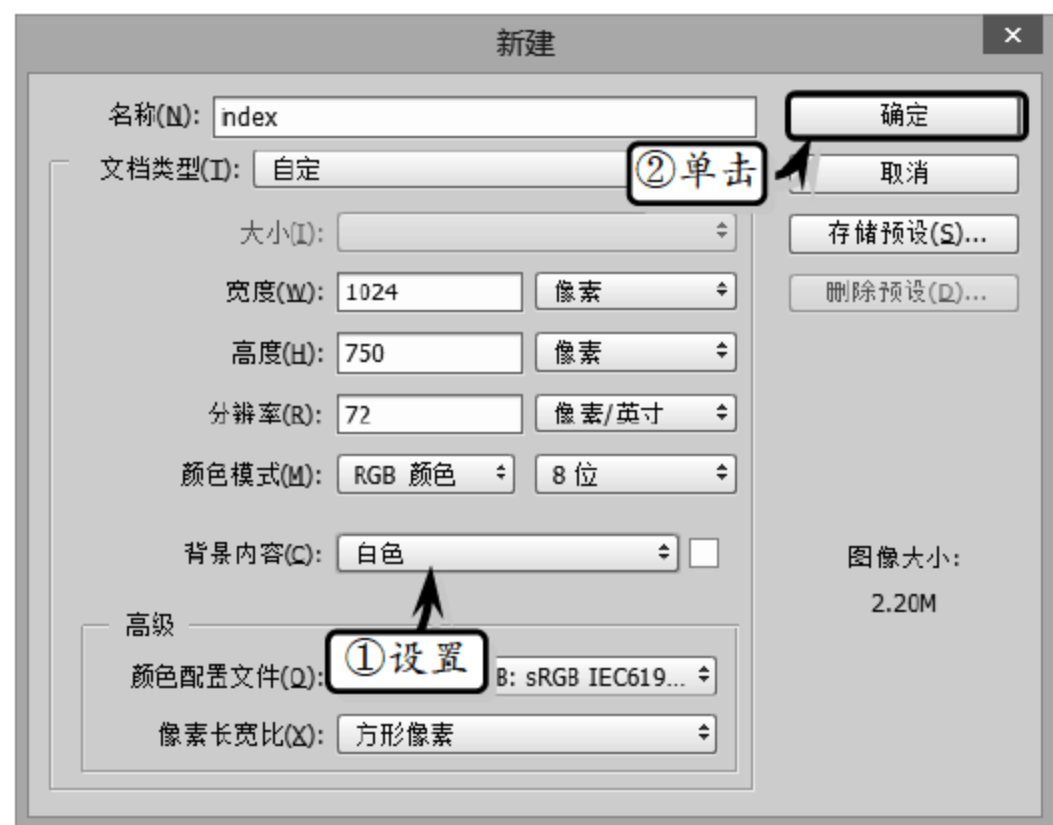 新建
名称(N): index
确定
文档类型(T): 自定
②单击
取消
大小(I):
存储预设(S)...
宽度(W): 1024 像素
删除预设(D)...
高度(H): 750 像素
分辨率(R): 72 像素/英寸
颜色模式(M): RGB 颜色 8 位
背景内容(C): 白色
图像大小:
2.20M
高级
①设置
颜色配置文件(O): B: sRGB IEC619...
像素长宽比(X): 方形像素